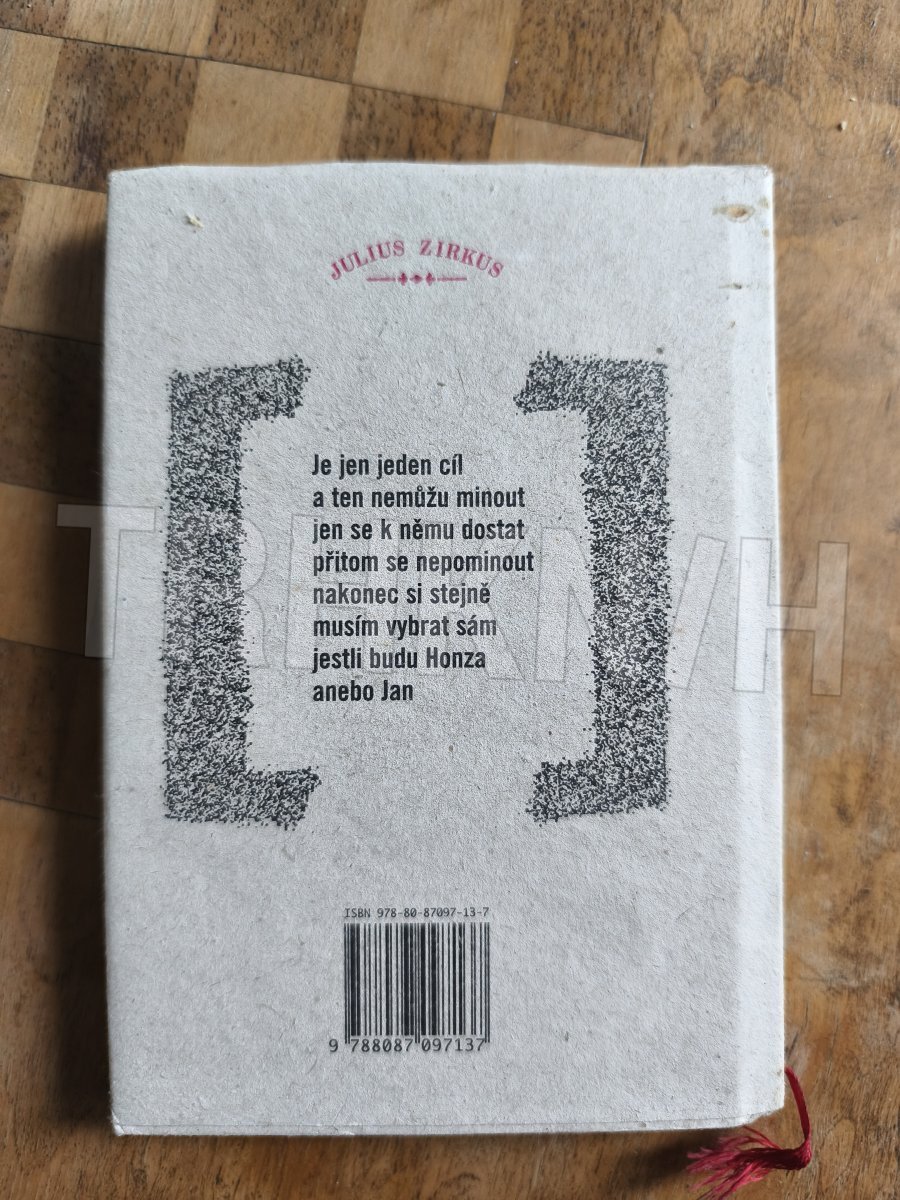 JULIUS ZIRKUS
Je jen jeden cíl
a ten nemůžu minout
jen se k němu dostat
přitom se nepominout
nakonec si stejně
musím vybrat sám
jestli budu Honza
anebo Jan
ISBN 978-80-87097-13-7
9 788087 097137